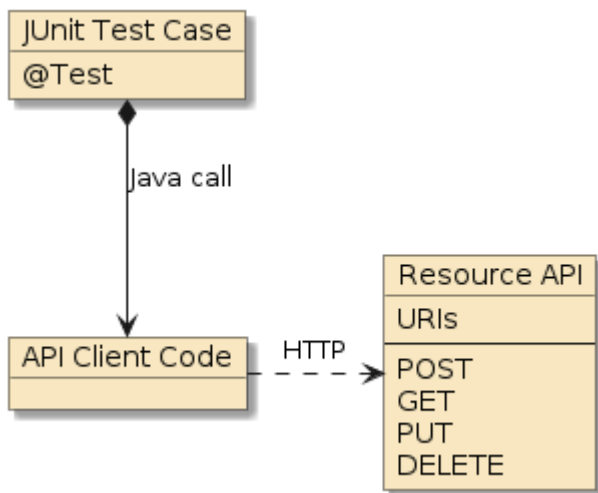 JUnit Test Case
@Test
Java call
API Client Code
HTTP
Resource API
URIs
POST
GET
PUT
DELETE